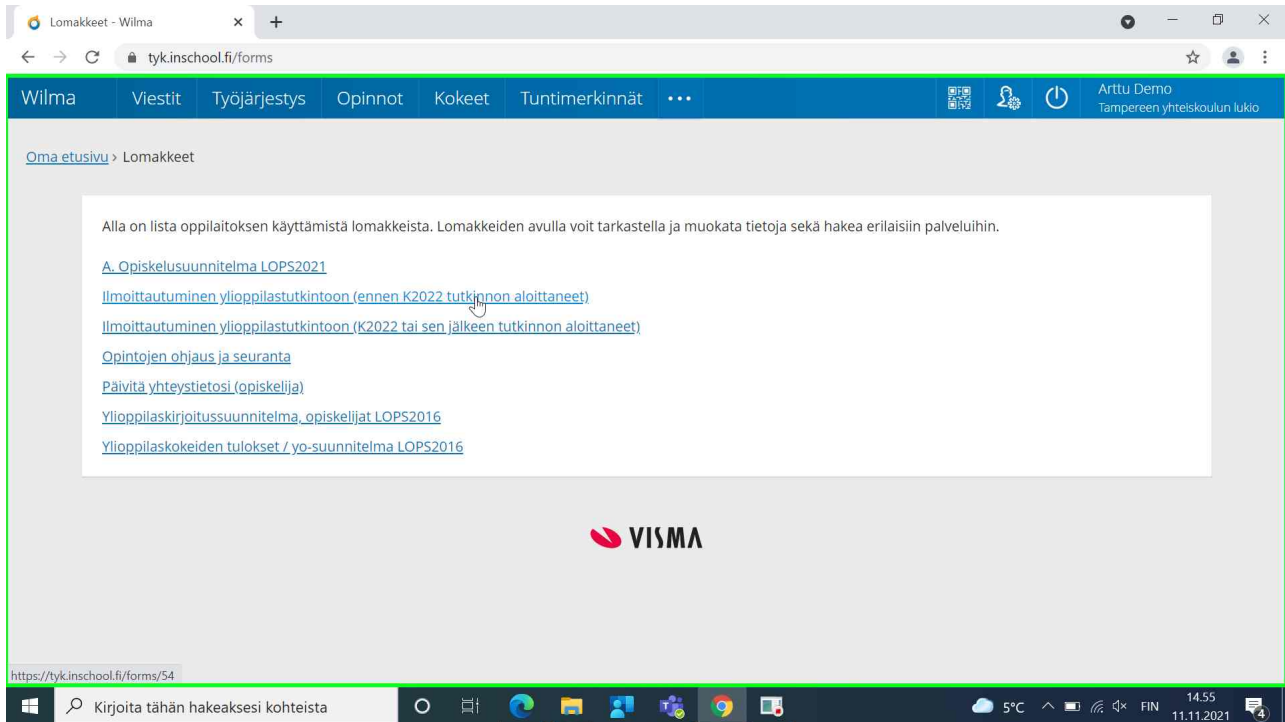 Lomakkeet - Wilma
tyk.inschool.fi/forms
Wilma Viestit Työjärjestys Opinnot Kokeet Tuntimerkinnät ••• Arttu Demo
Tampereen yhteiskoulun lukio
Oma etusivu › Lomakkeet
Alla on lista oppilaitoksen käyttämistä lomakkeista. Lomakkeiden avulla voit tarkastella ja muokata tietoja sekä hakea erilaisiin palveluihin.
A. Opiskelusuunnitelma LOPS2021
Ilmoittautuminen ylioppilastutkintoon (ennen K2022 tutkinnon aloittaneet)
Ilmoittautuminen ylioppilastutkintoon (K2022 tai sen jälkeen tutkinnon aloittaneet)
Opintojen ohjaus ja seuranta
Päivitä yhteystietosi (opiskelija)
Ylioppilaskirjoitussuunnitelma, opiskelijat LOPS2016
Ylioppilaskokeiden tulokset / yo-suunnitelma LOPS2016
VISMA
https://tyk.inschool.fi/forms/54
Kirjoita tähän hakeaksesi kohteista 5°C FIN 14.55
11.11.2021 4